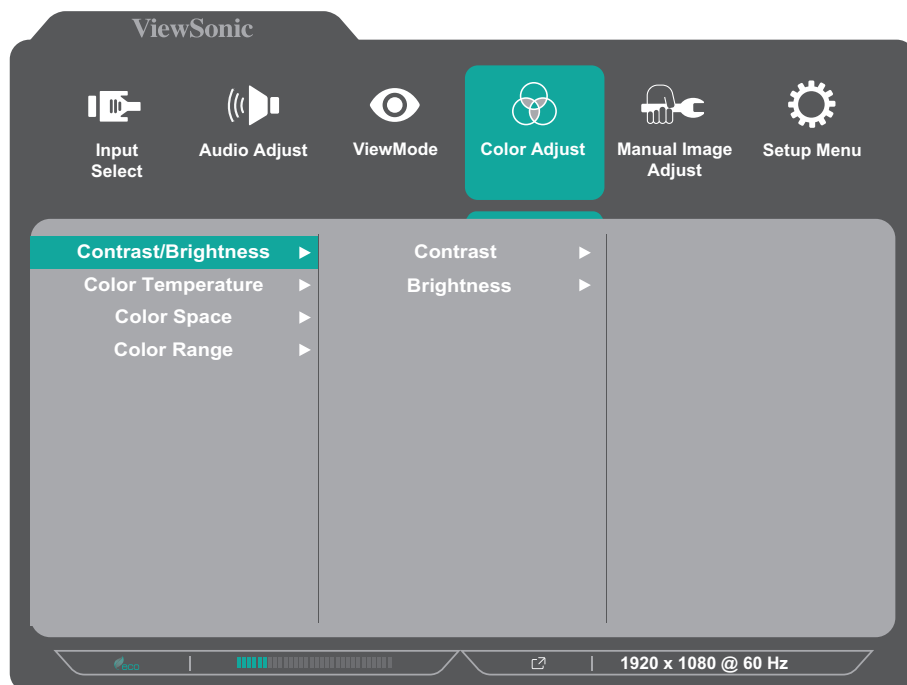 ViewSonic
Input
Select
Audio Adjust
ViewMode
Color Adjust
Manual Image
Adjust
Setup Menu
Contrast/Brightness
Color Temperature
Color Space
Color Range
Contrast
Brightness
eco
1920 x 1080 @ 60 Hz